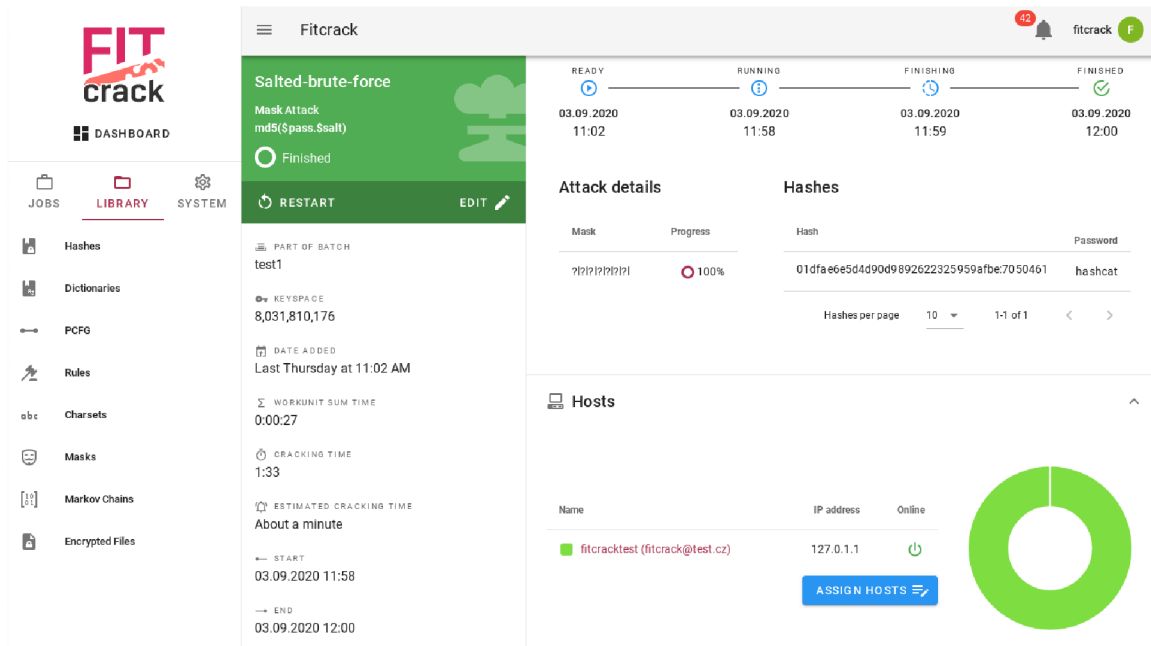 FIT
crack
DASHBOARD
JOBS
LIBRARY
SYSTEM
Hashes
Dictionaries
PCFG
Rules
abc
Charsets
Masks
Markov Chains
Encrypted Files
Fitcrack
42
fitcrack
F
Salted-brute-force
Mask Attack
md5($pass.$salt)
Finished
RESTART
EDIT
PART OF BATCH
test1
KEYSPACE
8,031,810,176
DATE ADDED
Last Thursday at 11:02 AM
WORKUNIT SUM TIME
0:00:27
CRACKING TIME
1:33
ESTIMATED CRACKING TIME
About a minute
START
03.09.2020 11:58
END
03.09.2020 12:00
READY
RUNNING
FINISHING
FINISHED
03.09.2020
03.09.2020
03.09.2020
03.09.2020
11:02
11:58
11:59
12:00
Attack details
Mask
Progress
?l?l?l?l?l?l?l
100%
Hashes
Hash
Password
01dfae6e5d4d90d9892622325959afbe:7050461
hashcat
Hashes per page
10
1-1 of 1
Hosts
Name
IP address
Online
fitcracktest (fitcrack@test.cz)
127.0.1.1
ASSIGN HOSTS